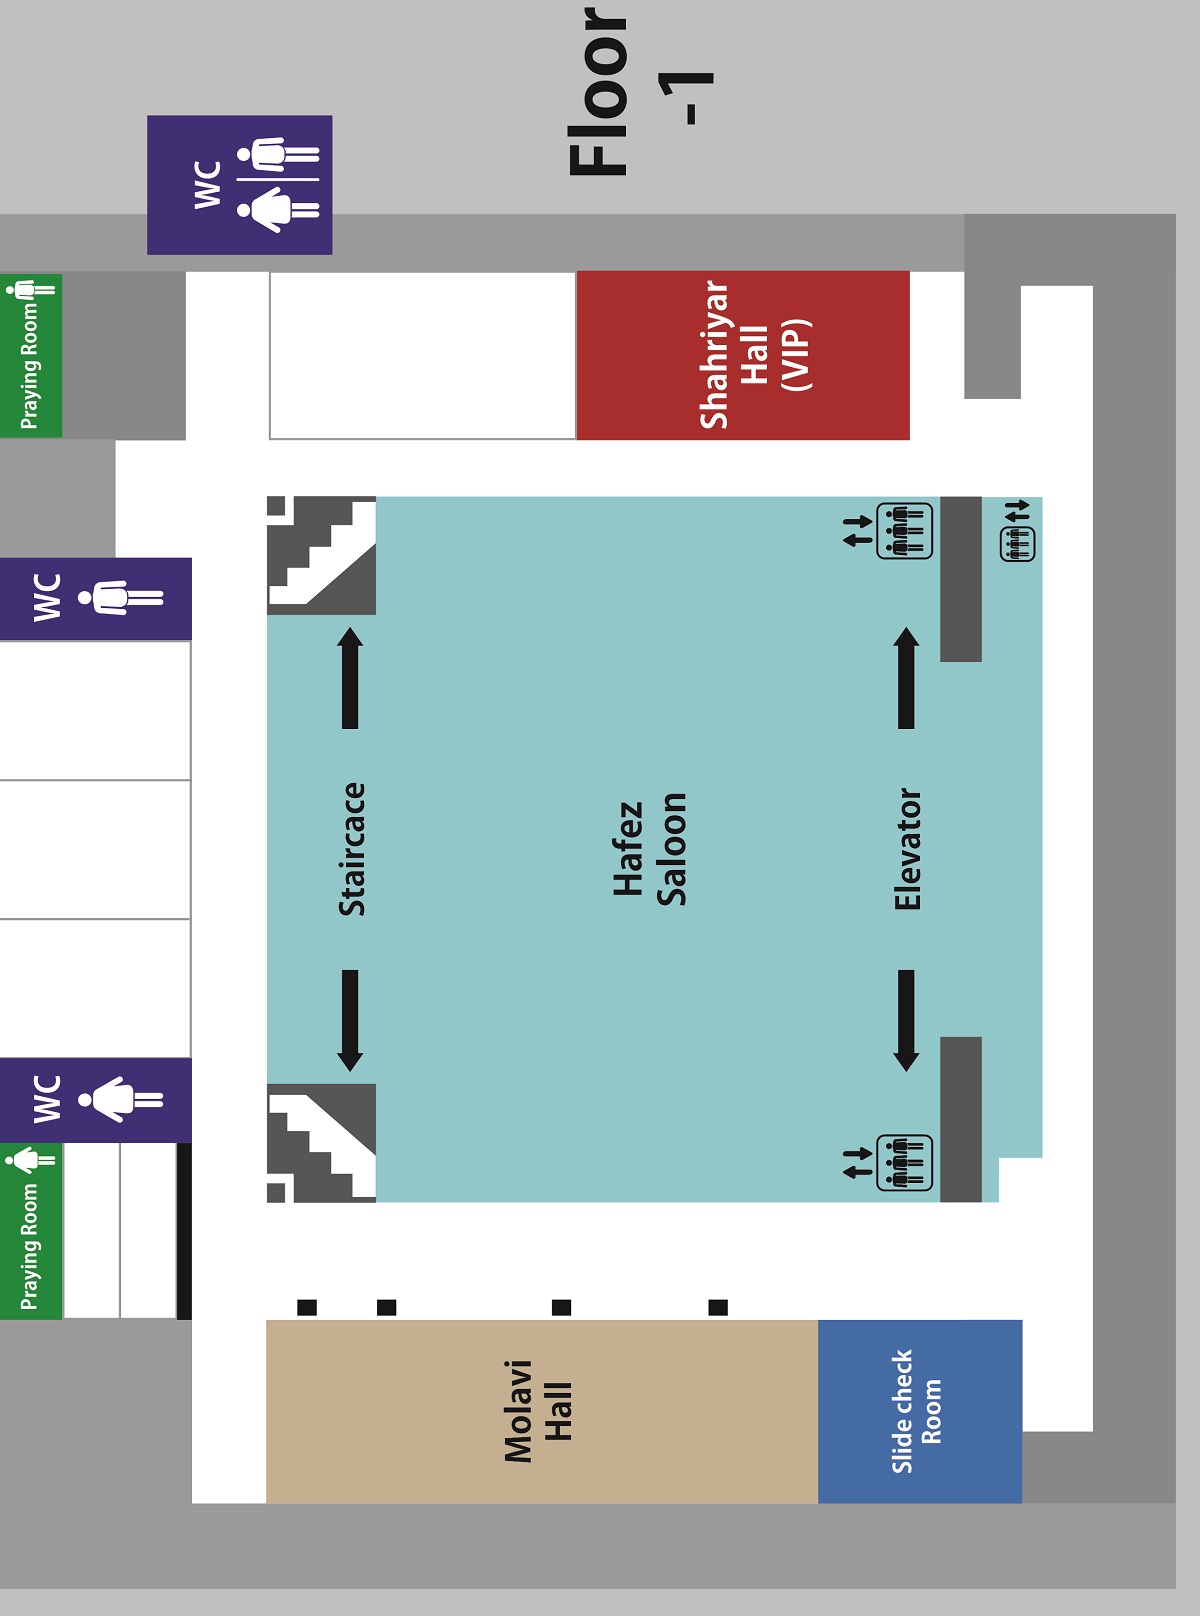 Floor
-1
WC
Praying Room
Shahriyar
Hall
(VIP)
WC
Staircace
Hafez
Saloon
Elevator
WC
Praying Room
Molavi
Hall
Slide check
Room